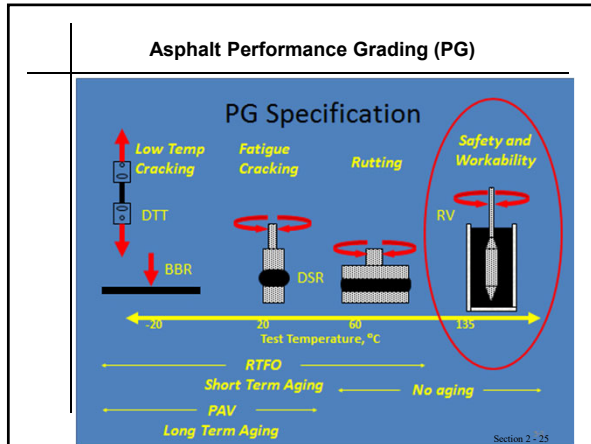 Asphalt Performance Grading (PG)
PG Specification
Low Temp
Cracking
Fatigue
Cracking
Rutting
Safety and
Workability
DTT
BBR
DSR
RV
-20
20
60
135
Test Temperature, ºC
RTFO
Short Term Aging
No aging
PAV
Long Term Aging
Section 2 - 25